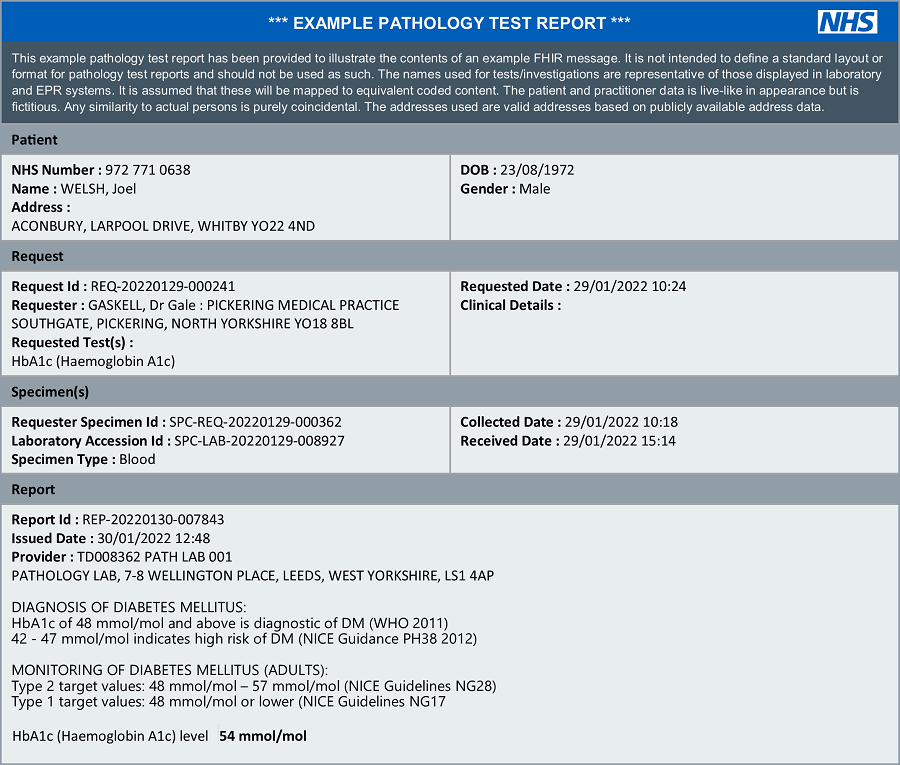 *** EXAMPLE PATHOLOGY TEST REPORT ***
NHS
This example pathology test report has been provided to illustrate the contents of an example FHIR message. It is not intended to define a standard layout or
format for pathology test reports and should not be used as such. The names used for tests/investigations are representative of those displayed in laboratory
and EPR systems. It is assumed that these will be mapped to equivalent coded content. The patient and practitioner data is live-like in appearance but is
fictitious. Any similarity to actual persons is purely coincidental. The addresses used are valid addresses based on publicly available address data.
Patient
NHS Number : 972 771 0638
Name : WELSH, Joel
Address :
ACONBURY, LARPOOL DRIVE, WHITBY YO22 4ND
DOB : 23/08/1972
Gender : Male
Request
Request Id : REQ-20220129-000241
Requester : GASKELL, Dr Gale : PICKERING MEDICAL PRACTICE
SOUTHGATE, PICKERING, NORTH YORKSHIRE YO18 8BL
Requested Test(s) :
HbA1c (Haemoglobin A1c)
Requested Date : 29/01/2022 10:24
Clinical Details :
Specimen(s)
Requester Specimen Id : SPC-REQ-20220129-000362
Laboratory Accession Id : SPC-LAB-20220129-008927
Specimen Type : Blood
Collected Date : 29/01/2022 10:18
Received Date : 29/01/2022 15:14
Report
Report Id : REP-20220130-007843
Issued Date : 30/01/2022 12:48
Provider : TD008362 PATH LAB 001
PATHOLOGY LAB, 7-8 WELLINGTON PLACE, LEEDS, WEST YORKSHIRE, LS1 4AP
DIAGNOSIS OF DIABETES MELLITUS:
HbA1c of 48 mmol/mol and above is diagnostic of DM (WHO 2011)
42 - 47 mmol/mol indicates high risk of DM (NICE Guidance PH38 2012)
MONITORING OF DIABETES MELLITUS (ADULTS):
Type 2 target values: 48 mmol/mol – 57 mmol/mol (NICE Guidelines NG28)
Type 1 target values: 48 mmol/mol or lower (NICE Guidelines NG17
HbA1c (Haemoglobin A1c) level 54 mmol/mol